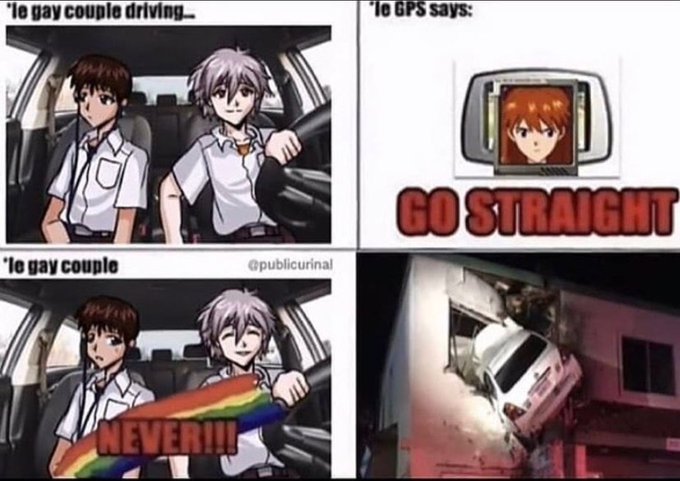 *le gay couple driving...
*le GPS says:
GO STRAIGHT
*le gay couple
@publicurinal
NEVER!!!